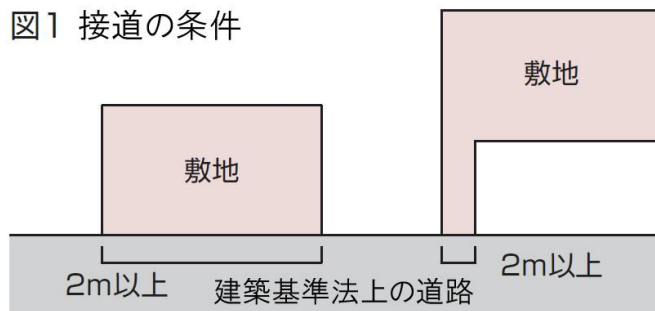 図1 接道の条件
敷地
敷地
2m以上
建築基準法上の道路
2m以上